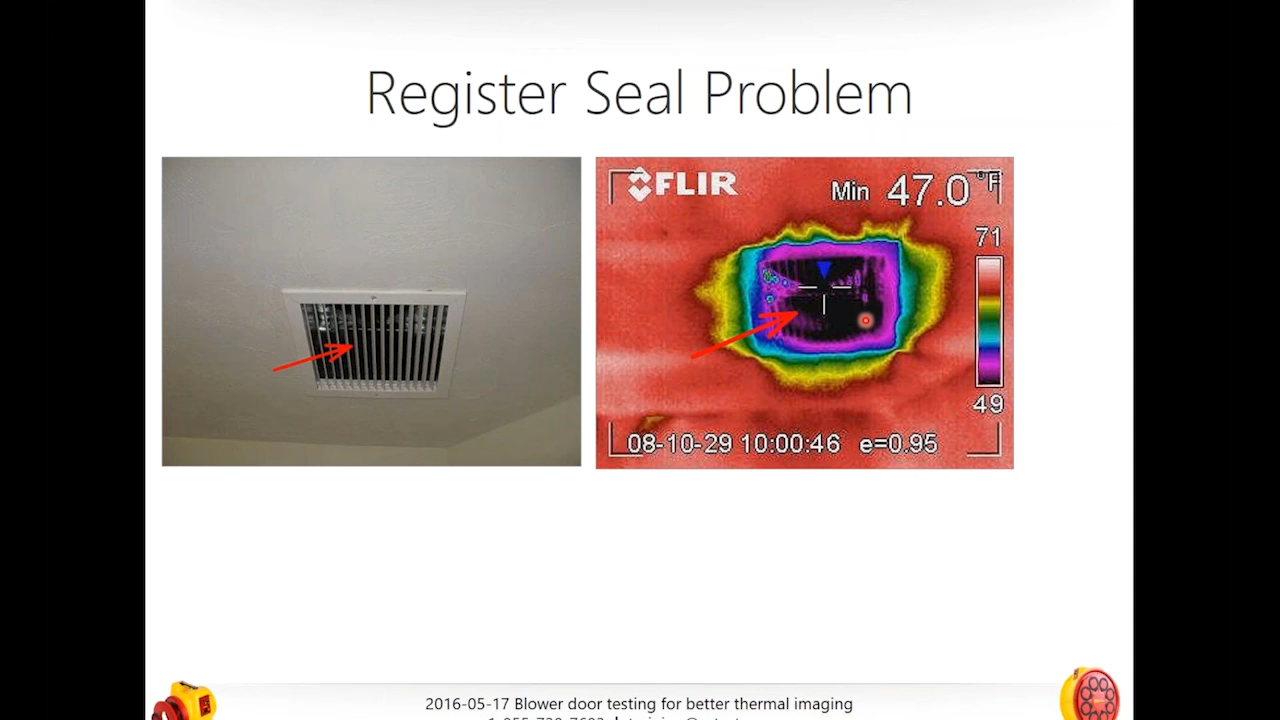 Register Seal Problem
FLIR
Min 47.0 °F
71
49
08-10-29 10:00:46 e=0.95
2016-05-17 Blower door testing for better thermal imaging